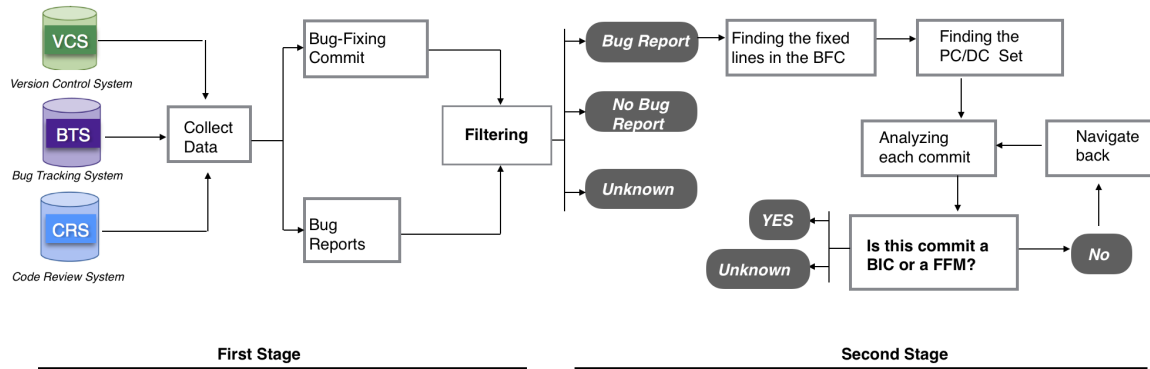 VCS
Version Control System
BTS
Bug Tracking System
CRS
Code Review System
Collect
Data
Bug-Fixing
Commit
Bug
Reports
Filtering
Bug Report
No Bug
Report
Unknown
Finding the fixed
lines in the BFC
Finding the
PC/DC Set
Analyzing
each commit
Navigate
back
Is this commit a
BIC or a FFM?
YES
Unknown
No
First Stage
Second Stage